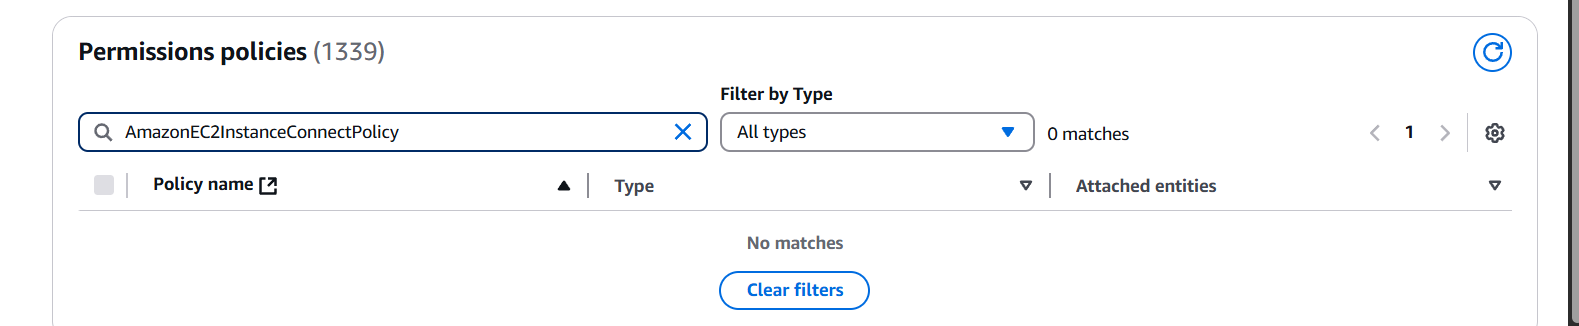 Permissions policies (1339)
Filter by Type
AmazonEC2InstanceConnectPolicy
All types
0 matches
1
Policy name
Type
Attached entities
No matches
Clear filters